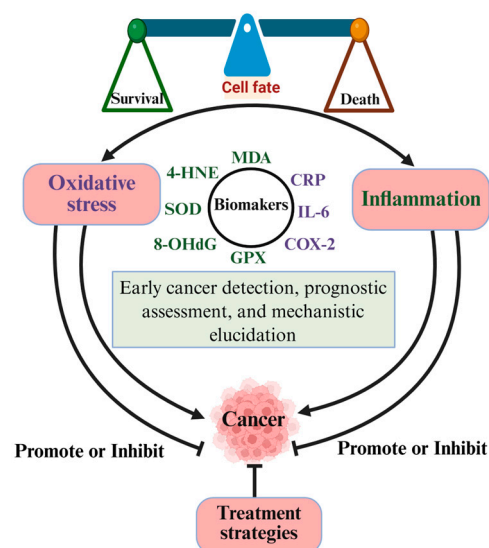 Survival
Cell fate
Death
Oxidative
stress
Inflammation
MDA
4-HNE
CRP
SOD
Biomakers
IL-6
8-OHdG
COX-2
GPX
Early cancer detection, prognostic
assessment, and mechanistic
elucidation
Cancer
Promote or Inhibit
Promote or Inhibit
Treatment
strategies